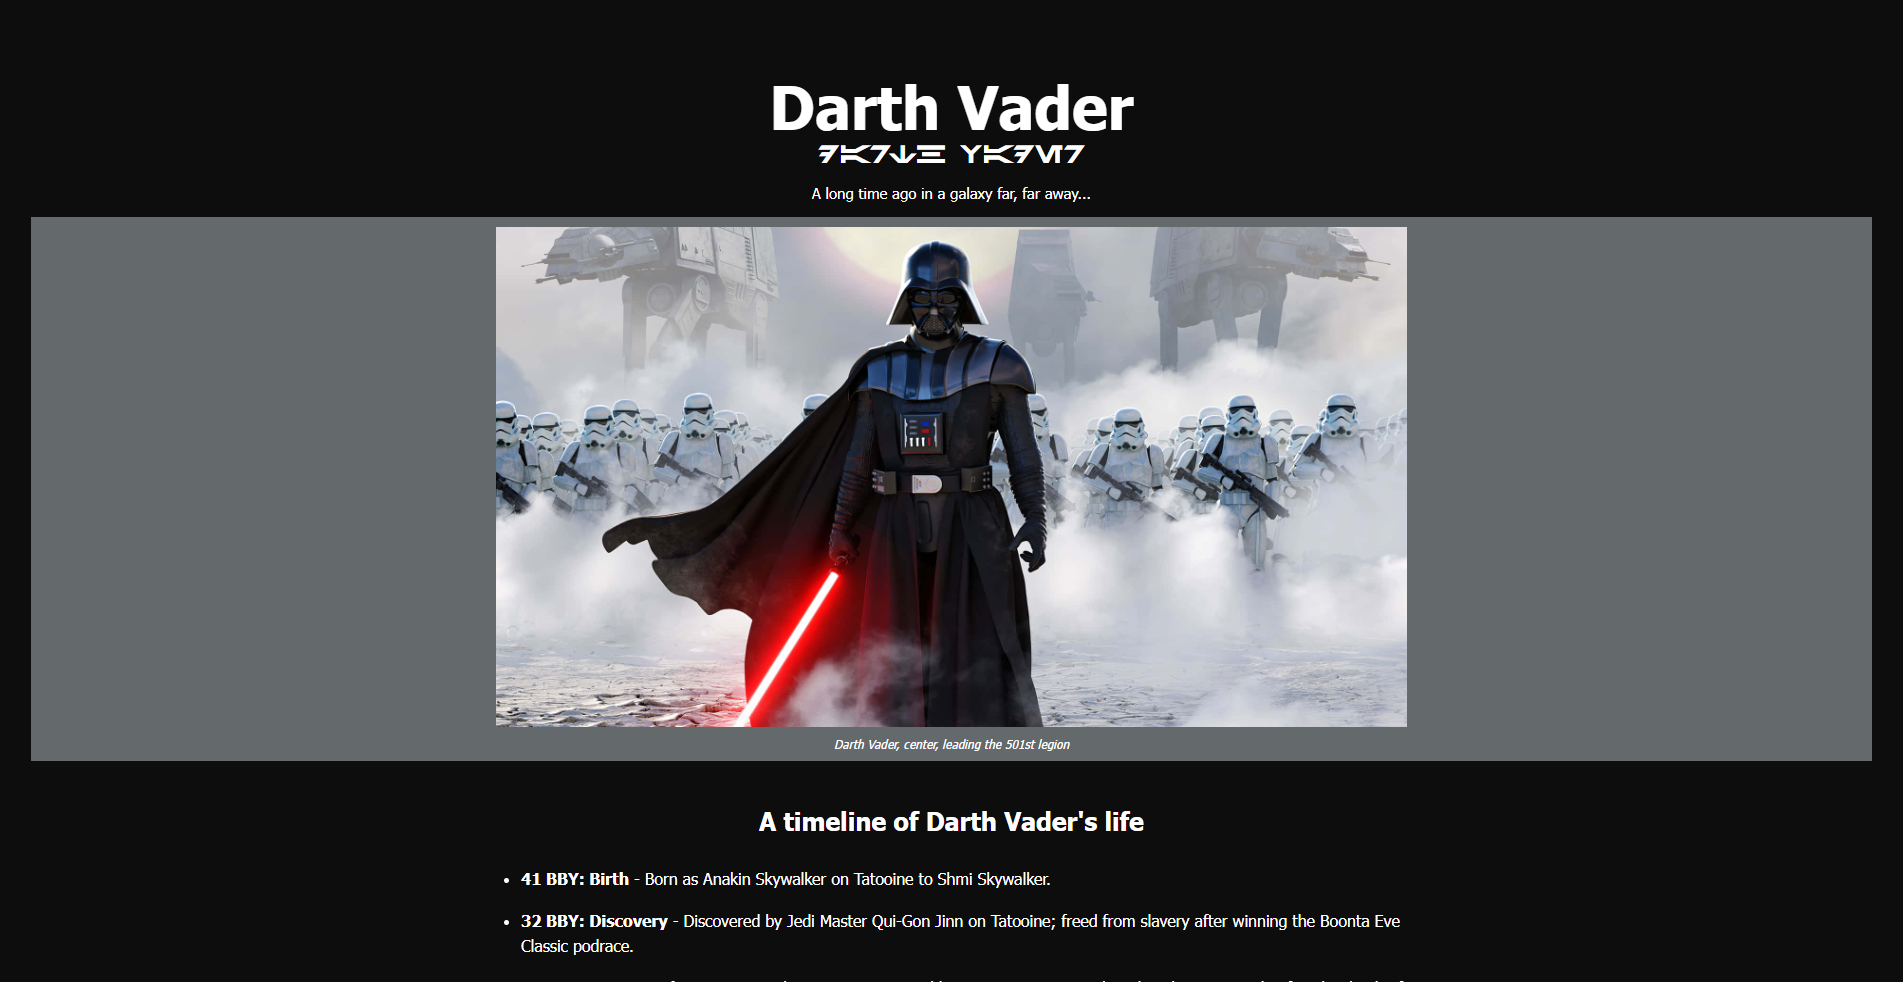 Darth Vader
A long time ago in a galaxy far, far away...
Darth Vader, center, leading the 501st legion
A timeline of Darth Vader's life
• 41 BBY: Birth - Born as Anakin Skywalker on Tatooine to Shmi Skywalker.
• 32 BBY: Discovery - Discovered by Jedi Master Qui-Gon Jinn on Tatooine; freed from slavery after winning the Boonta Eve
Classic podrace.